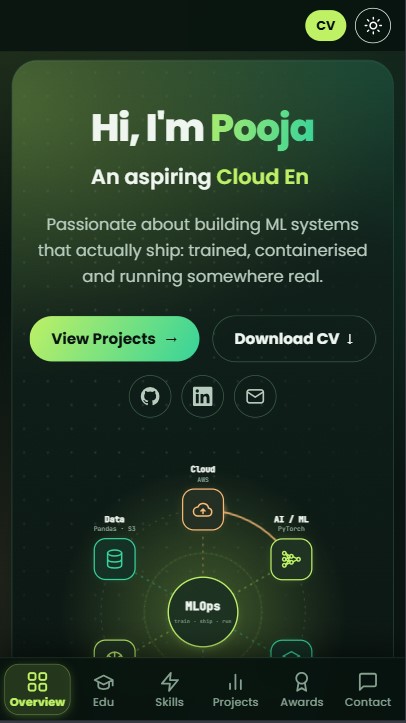 CV
Hi, I'm Pooja
An aspiring Cloud En
Passionate about building ML systems
that actually ship: trained, containerised
and running somewhere real.
View Projects →
Download CV ↓
in
Cloud
AWS
Data
Pandas · S3
AI / ML
PyTorch
MLOps
train · ship · run
Overview
Edu
Skills
Projects
Awards
Contact